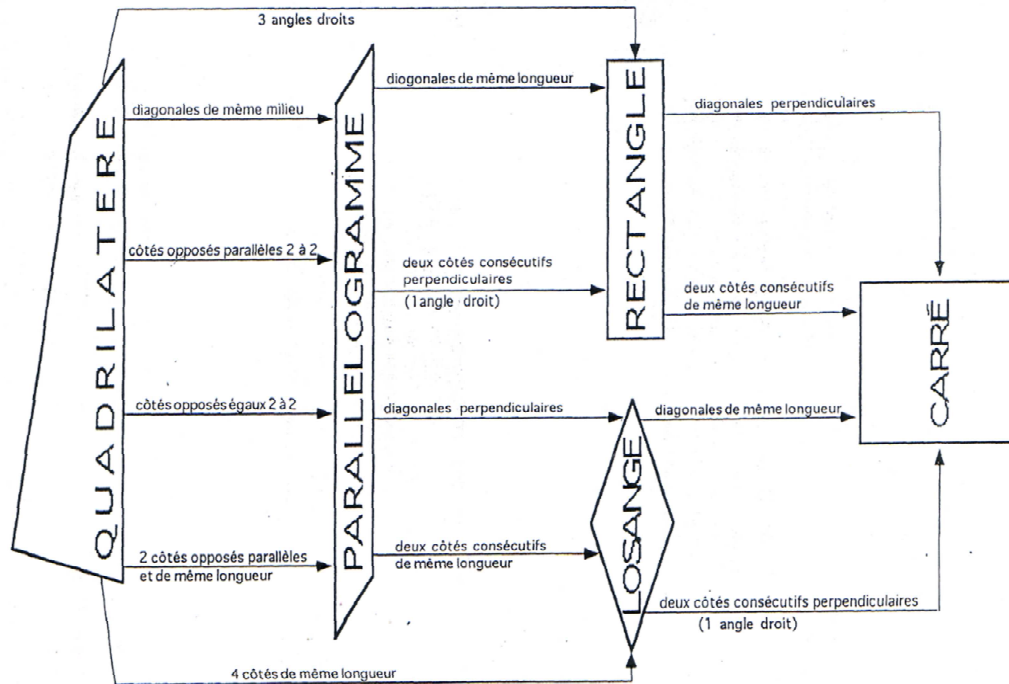 3 angles droits
QUADRILATERE
diagonales de même milieu
côtés opposés parallèles 2 à 2
côtés opposés égaux 2 à 2
2 côtés opposés parallèles
et de même longueur
PARALLELOGRAMME
diogonales de même longueur
deux côtés consécutifs
perpendiculaires
(1angle droit)
diagonales perpendiculaires
deux côtés consécutifs
de même longueur
RECTANGLE
diagonales perpendiculaires
deux côtés consécutifs
de même longueur
LOSANGE
diagonales de même longueur
deux côtés consécutifs perpendiculaires
(1 angle droit)
CARRÉ
4 côtés de même longueur